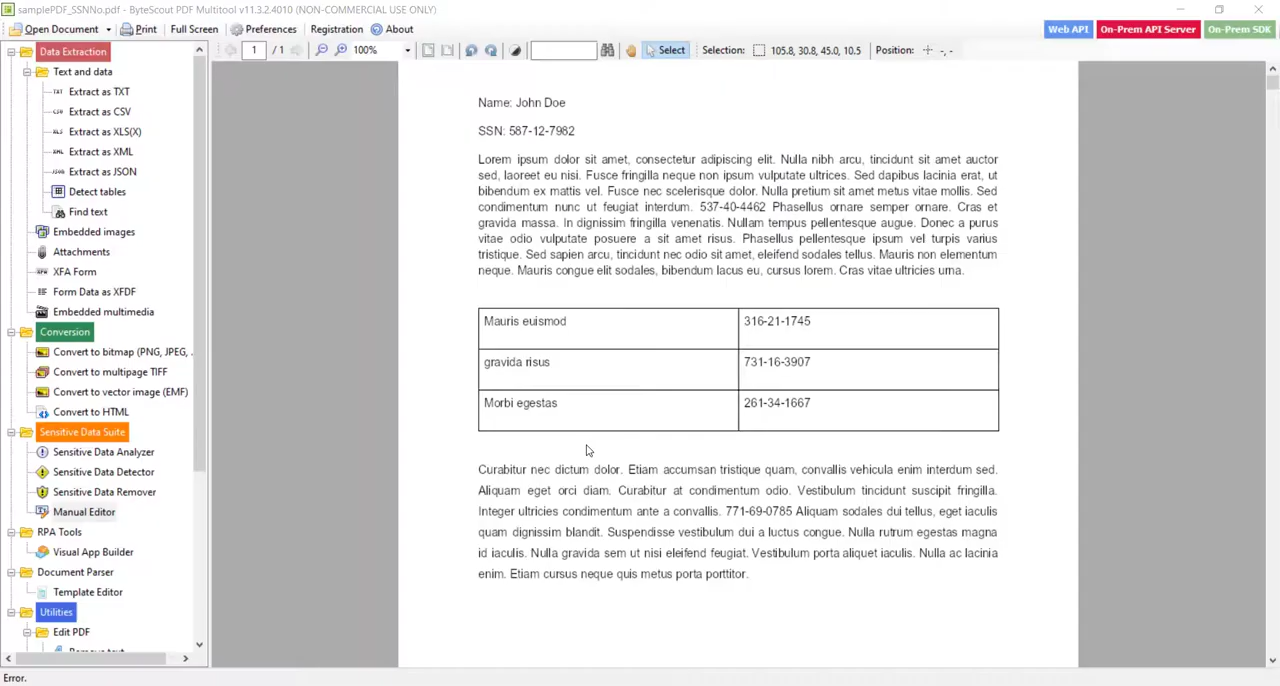 samplePDF_SSNNo.pdf - ByteScout PDF Multitool v11.3.2.4010 (NON-COMMERCIAL USE ONLY)
Open Document Print Full Screen Preferences Registration About Web API On-Prem API Server On-Prem SDK
1 / 1 100% Select Selection: 105.8, 30.8, 45.0, 10.5 Position: -, -
Data Extraction
Text and data
TXT Extract as TXT
CSV Extract as CSV
XLS Extract as XLS(X)
XML Extract as XML
JSON Extract as JSON
Detect tables
Find text
Embedded images
Attachments
XFA XFA Form
Form Data as XFDF
Embedded multimedia
Conversion
Convert to bitmap (PNG, JPEG, .
Convert to multipage TIFF
Convert to vector image (EMF)
Convert to HTML
Sensitive Data Suite
Sensitive Data Analyzer
Sensitive Data Detector
Sensitive Data Remover
Manual Editor
RPA Tools
Visual App Builder
Document Parser
Template Editor
Utilities
Edit PDF
Remove text
Name: John Doe
SSN: 587-12-7982
Lorem ipsum dolor sit amet, consectetur adipiscing elit. Nulla nibh arcu, tincidunt sit amet auctor
sed, laoreet eu nisi. Fusce fringilla neque non ipsum vulputate ultrices. Sed dapibus lacinia erat, ut
bibendum ex mattis vel. Fusce nec scelerisque dolor. Nulla pretium sit amet metus vitae mollis. Sed
condimentum nunc ut feugiat interdum. 537-40-4462 Phasellus ornare semper ornare. Cras et
gravida massa. In dignissim fringilla venenatis. Nullam tempus pellentesque augue. Donec a purus
vitae odio vulputate posuere a sit amet risus. Phasellus pellentesque ipsum vel turpis varius
tristique. Sed sapien arcu, tincidunt nec odio sit amet, eleifend sodales tellus. Mauris non elementum
neque. Mauris congue elit sodales, bibendum lacus eu, cursus lorem. Cras vitae ultricies urna.
Mauris euismod 316-21-1745
gravida risus 731-16-3907
Morbi egestas 261-34-1667
Curabitur nec dictum dolor. Etiam accumsan tristique quam, convallis vehicula enim interdum sed.
Aliquam eget orci diam. Curabitur at condimentum odio. Vestibulum tincidunt suscipit fringilla.
Integer ultricies condimentum ante a convallis. 771-69-0785 Aliquam sodales dui tellus, eget iaculis
quam dignissim blandit. Suspendisse vestibulum dui a luctus congue. Nulla rutrum egestas magna
id iaculis. Nulla gravida sem ut nisi eleifend feugiat. Vestibulum porta aliquet iaculis. Nulla ac lacinia
enim. Etiam cursus neque quis metus porta porttitor.
Error.